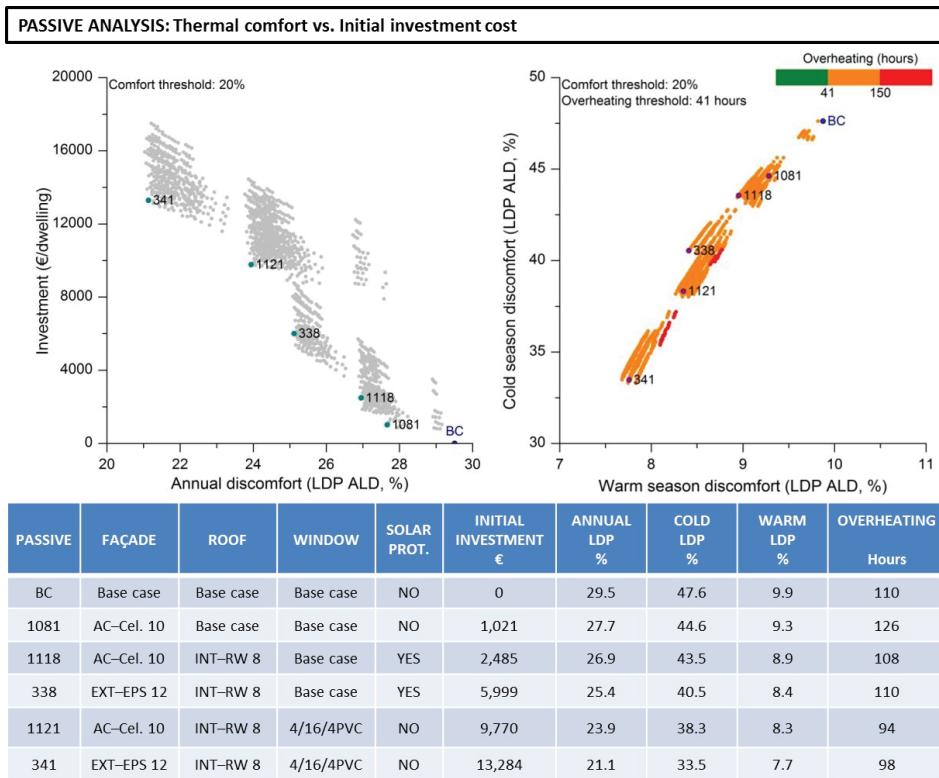 PASSIVE ANALYSIS: Thermal comfort vs. Initial investment cost
Comfort threshold: 20%
20000
16000
12000
8000
4000
0
Investment (€/dwelling)
341
1121
338
1118
1081
BC
20 22 24 26 28 30
Annual discomfort (LDP ALD, %)
Overheating (hours)
41 150
Comfort threshold: 20%
Overheating threshold: 41 hours
50
45
40
35
30
Cold season discomfort (LDP ALD, %)
BC
1081
1118
338
1121
341
7 8 9 10 11
Warm season discomfort (LDP ALD, %)
PASSIVE FAÇADE ROOF WINDOW SOLAR PROT. INITIAL INVESTMENT € ANNUAL LDP % COLD LDP % WARM LDP % OVERHEATING Hours
BC Base case Base case Base case NO 0 29.5 47.6 9.9 110
1081 AC–Cel. 10 Base case Base case NO 1,021 27.7 44.6 9.3 126
1118 AC–Cel. 10 INT–RW 8 Base case YES 2,485 26.9 43.5 8.9 108
338 EXT–EPS 12 INT–RW 8 Base case YES 5,999 25.4 40.5 8.4 110
1121 AC–Cel. 10 INT–RW 8 4/16/4PVC NO 9,770 23.9 38.3 8.3 94
341 EXT–EPS 12 INT–RW 8 4/16/4PVC NO 13,284 21.1 33.5 7.7 98